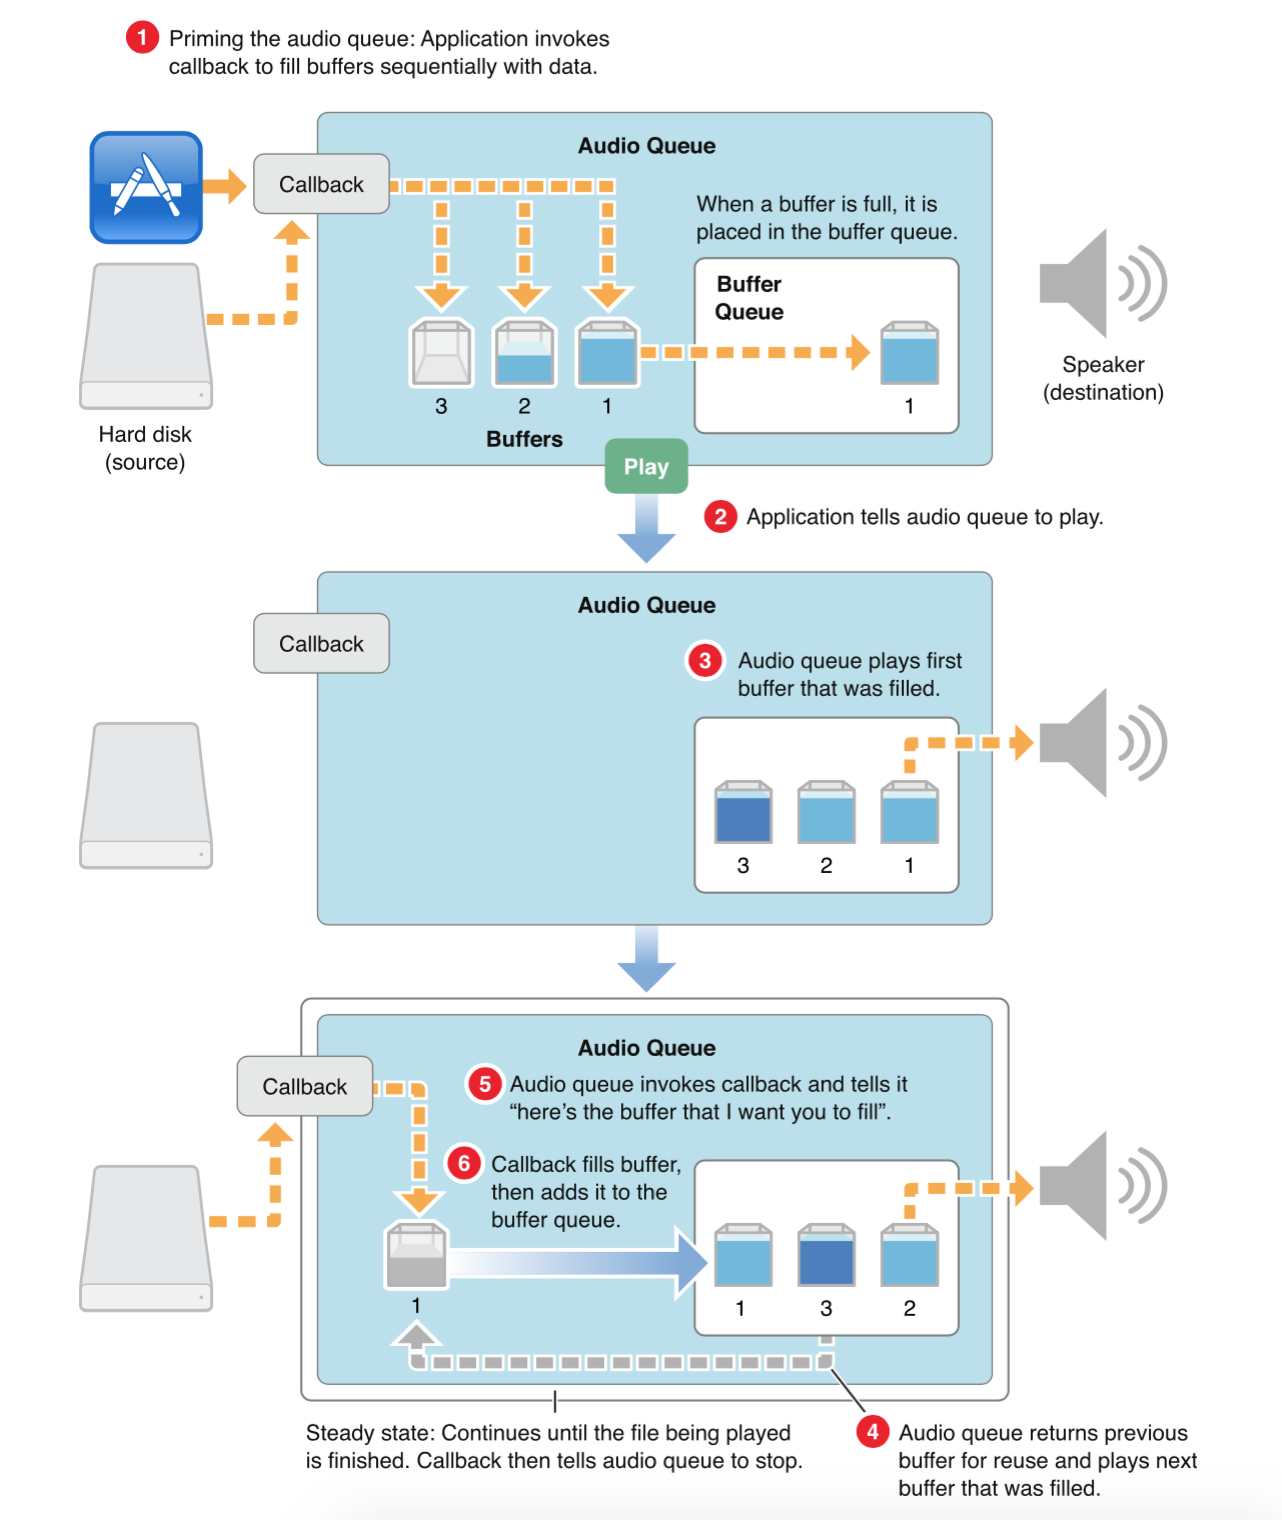 1 Priming the audio queue: Application invokes
callback to fill buffers sequentially with data.
Audio Queue
Callback
When a buffer is full, it is
placed in the buffer queue.
Buffer
Queue
3 2 1
1
Buffers
Hard disk
(source)
Speaker
(destination)
Play
2 Application tells audio queue to play.
Audio Queue
Callback
3 Audio queue plays first
buffer that was filled.
3 2 1
Audio Queue
Callback
5 Audio queue invokes callback and tells it
“here’s the buffer that I want you to fill”.
6 Callback fills buffer,
then adds it to the
buffer queue.
1
1 3 2
Steady state: Continues until the file being played
is finished. Callback then tells audio queue to stop.
4 Audio queue returns previous
buffer for reuse and plays next
buffer that was filled.